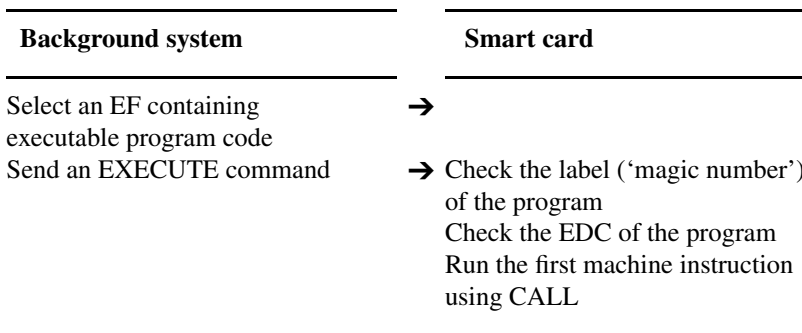 Background system Smart card
Select an EF containing ➔
executable program code
Send an EXECUTE command ➔ Check the label (‘magic number’)
of the program
Check the EDC of the program
Run the first machine instruction
using CALL